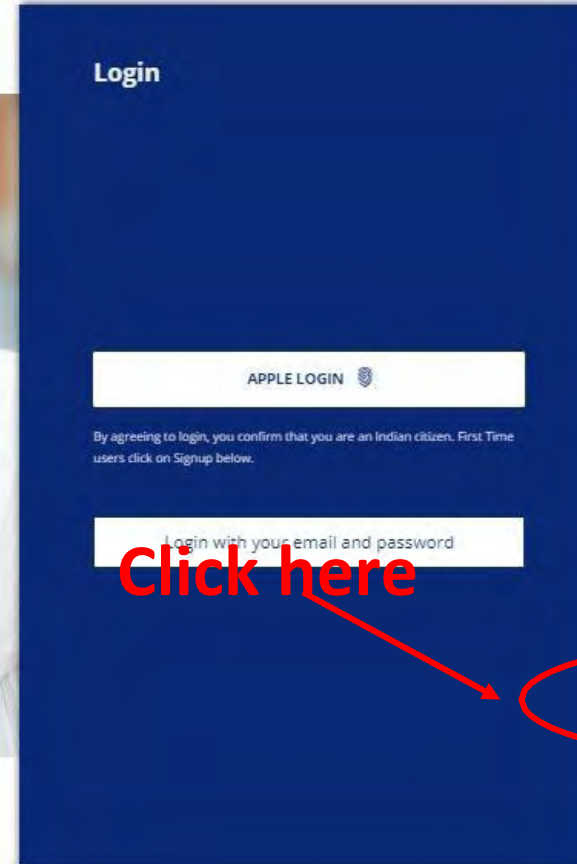 Login
APPLE LOGIN
By agreeing to login, you confirm that you are an Indian citizen. First Time
users click on Signup below.
Login with your email and password
Click here